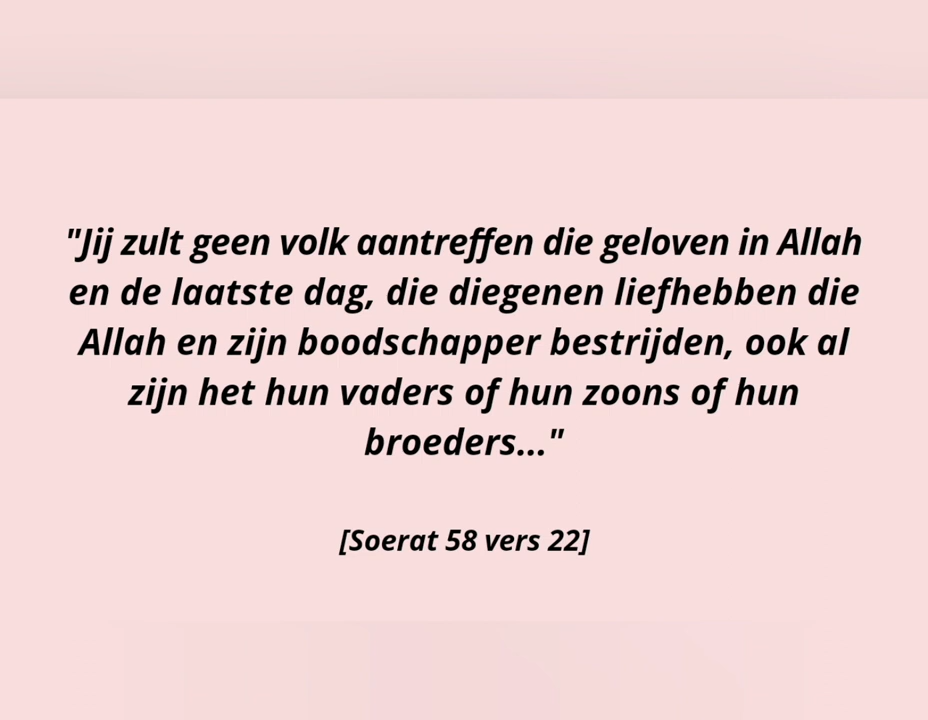 "Jij zult geen volk aantreffen die geloven in Allah
en de laatste dag, die diegenen liefhebben die
Allah en zijn boodschapper bestrijden, ook al
zijn het hun vaders of hun zoons of hun
broeders..."
[Soerat 58 vers 22]